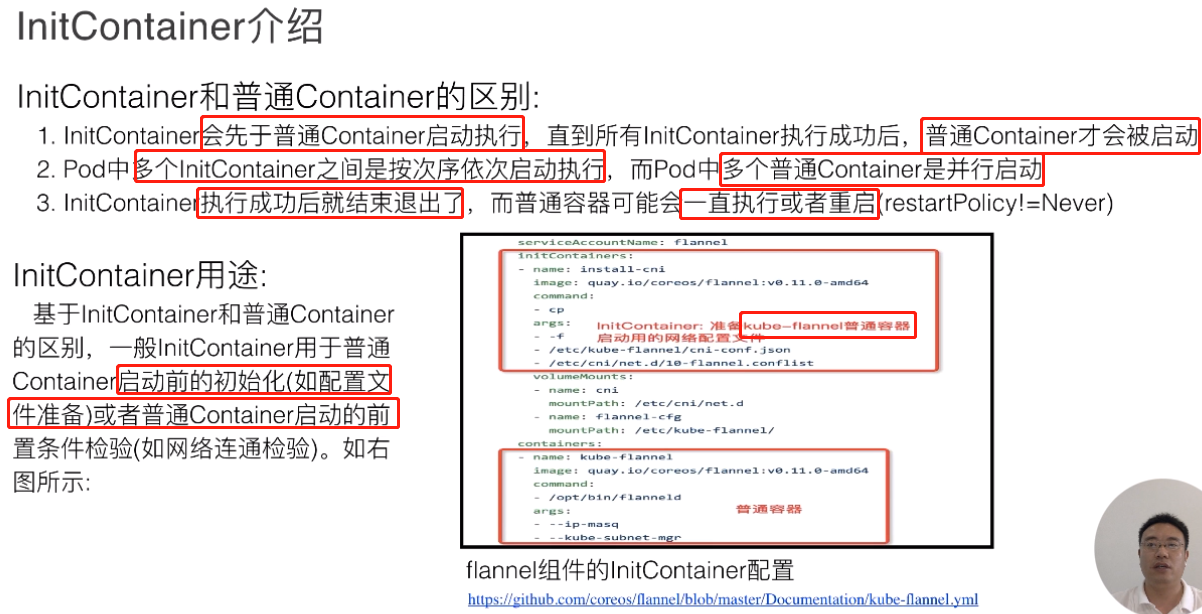 InitContainer介绍
InitContainer和普通Container的区别:
1. InitContainer会先于普通Container启动执行，直到所有InitContainer执行成功后，普通Container才会被启动
2. Pod中多个InitContainer之间是按次序依次启动执行，而Pod中多个普通Container是并行启动
3. InitContainer执行成功后就结束退出了，而普通容器可能会一直执行或者重启(restartPolicy!=Never)
InitContainer用途:
基于InitContainer和普通Container
的区别，一般InitContainer用于普通
Container启动前的初始化(如配置文
件准备)或者普通Container启动的前
置条件检验(如网络连通检验)。如右
图所示:
serviceAccountName: flannel
initContainers:
- name: install-cni
image: quay.io/coreos/flannel:v0.11.0-amd64
command:
- cp
args:
- -f
- /etc/kube-flannel/cni-conf.json
- /etc/cni/net.d/10-flannel.conflist
InitContainer: 准备kube-flannel普通容器
启动用的网络配置文件
volumeMounts:
- name: cni
mountPath: /etc/cni/net.d
- name: flannel-cfg
mountPath: /etc/kube-flannel/
containers:
- name: kube-flannel
image: quay.io/coreos/flannel:v0.11.0-amd64
command:
- /opt/bin/flanneld
args:
- --ip-masq
- --kube-subnet-mgr
普通容器
flannel组件的InitContainer配置
https://github.com/coreos/flannel/blob/master/Documentation/kube-flannel.yml